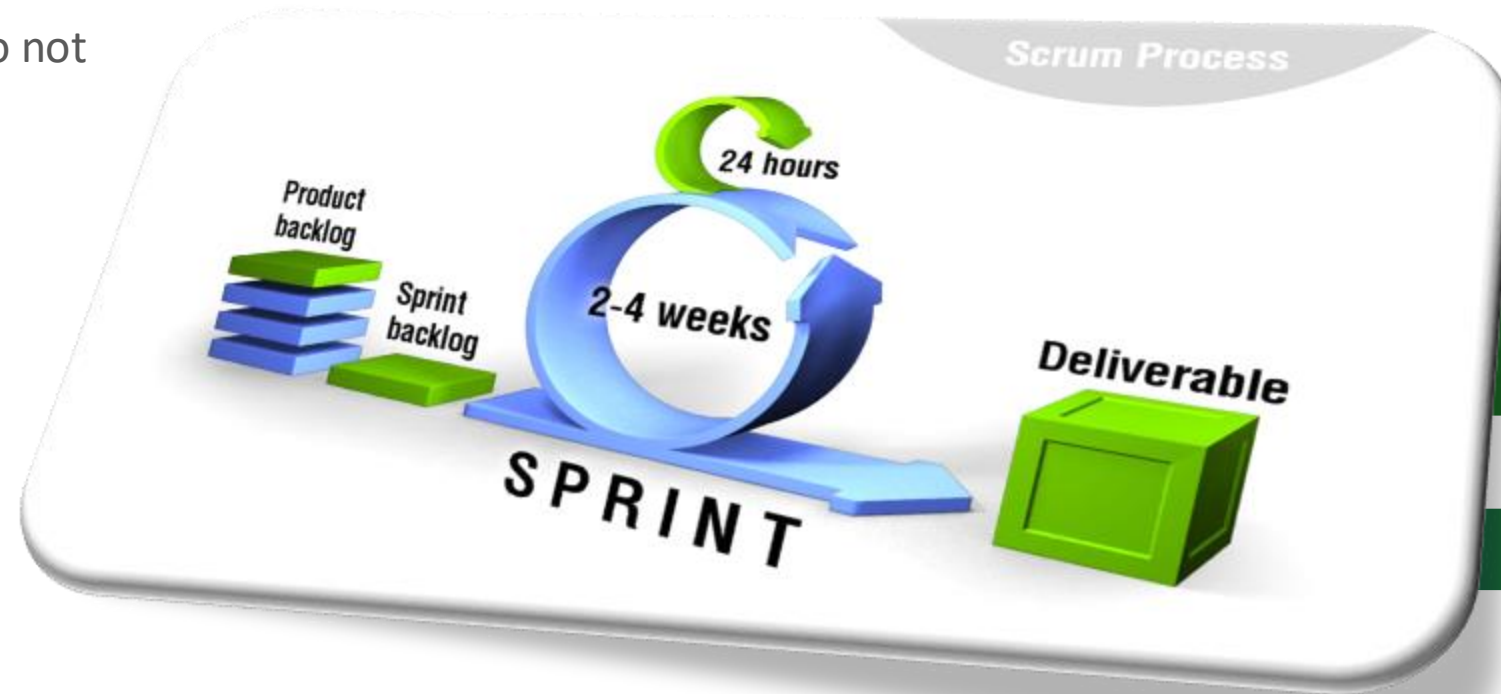 not
Scrum Process
24 hours
Product
backlog
2-4 weeks
Sprint
backlog
Deliverable
SPRINT